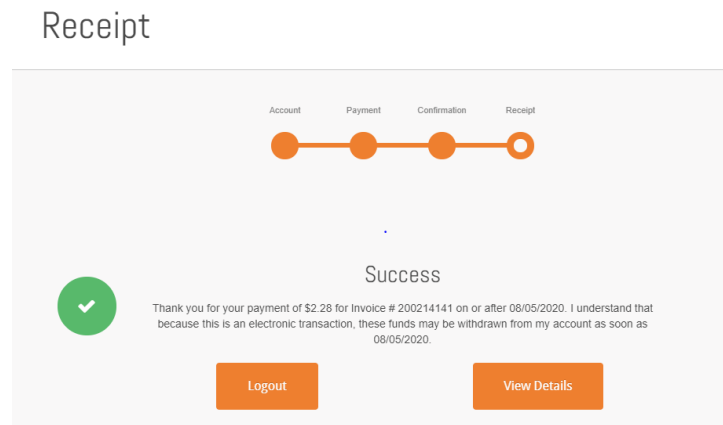 Receipt
Account Payment Confirmation Receipt
Success
Thank you for your payment of $2.28 for Invoice # 200214141 on or after 08/05/2020. I understand that
because this is an electronic transaction, these funds may be withdrawn from my account as soon as
08/05/2020.
Logout View Details